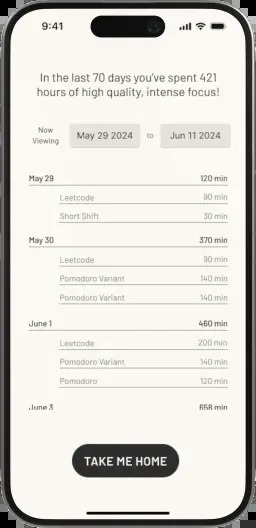 9:41
In the last 70 days you've spent 421
hours of high quality, intense focus!
Now
Viewing
May 29 2024 to Jun 11 2024
May 29 120 min
Leetcode 90 min
Short Shift 30 min
May 30 370 min
Leetcode 90 min
Pomodoro Variant 140 min
Pomodoro Variant 140 min
June 1 460 min
Leetcode 200 min
Pomodoro Variant 140 min
Pomodoro 120 min
June 3 658 min
TAKE ME HOME